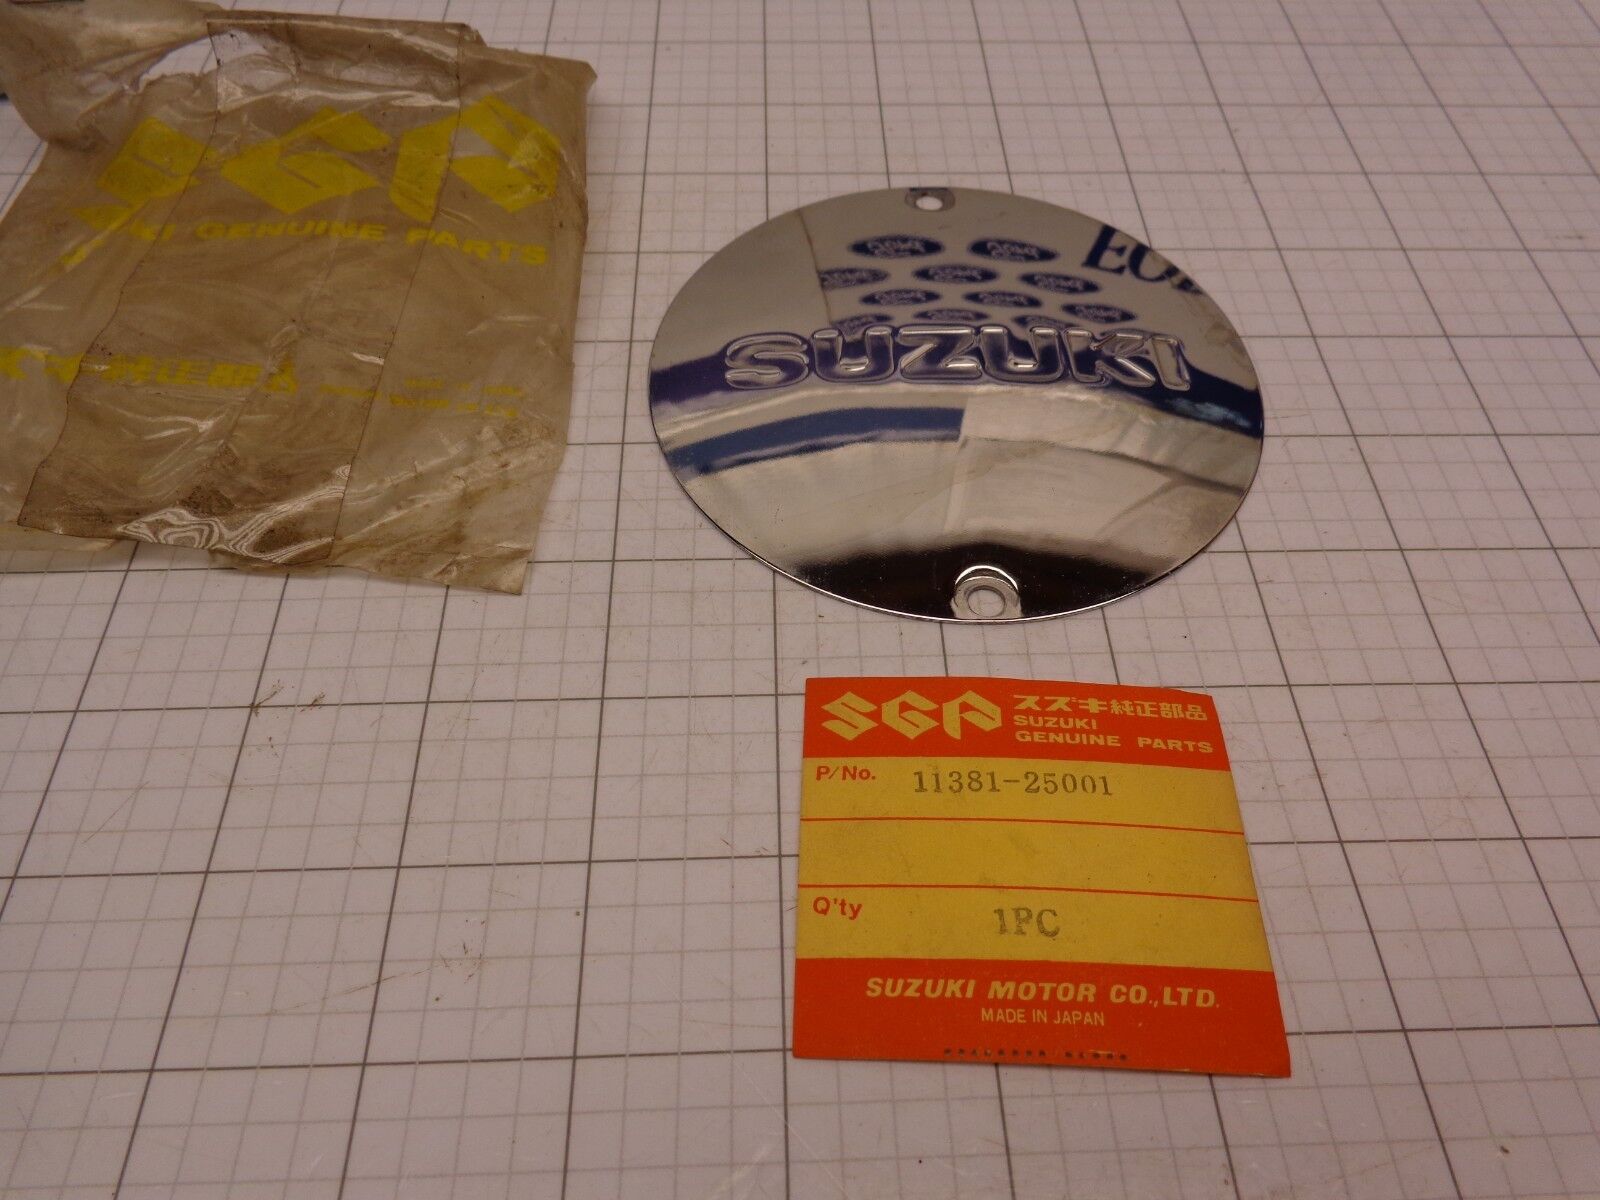 SGP
KI GENUINE PARTS
SUZUKI
SGP スズキ純正部品
SUZUKI
GENUINE PARTS
P/No. 11381-25001
Q'ty 1PC
SUZUKI MOTOR CO.,LTD.
MADE IN JAPAN